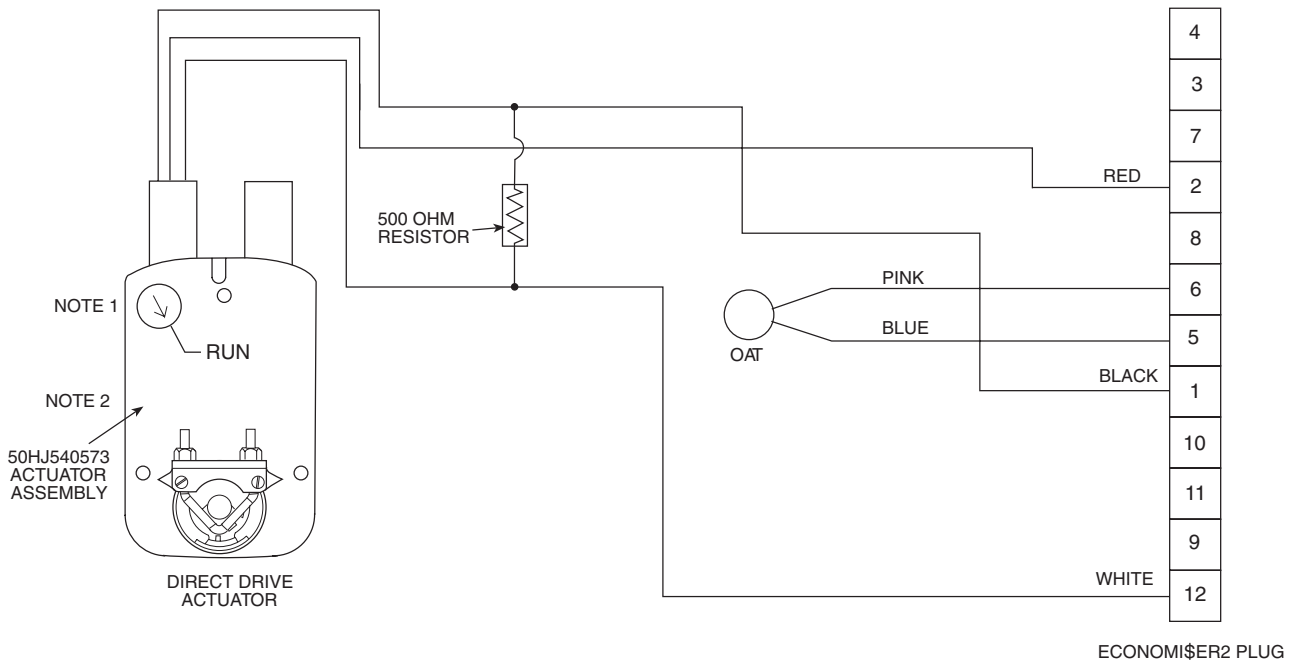 4
3
7
RED
2
500 OHM
RESISTOR
8
NOTE 1
PINK
6
RUN
BLUE
5
OAT
BLACK
1
NOTE 2
10
50HJ540573
ACTUATOR
ASSEMBLY
11
9
DIRECT DRIVE
ACTUATOR
WHITE
12
ECONOMI$ER2 PLUG